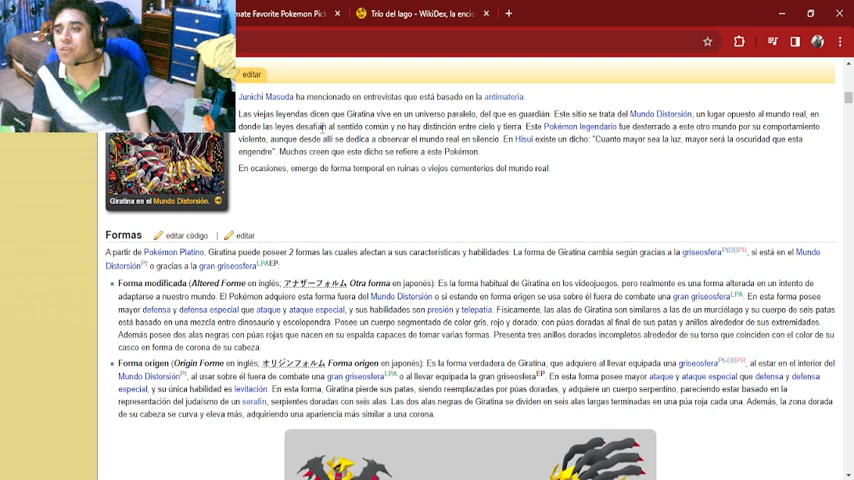 mate Favorite Pokemon Pic
Trío del lago - WikiDex, la enci
editar
Junichi Masuda ha mencionado en entrevistas que está basado en la antimateria.
Las viejas leyendas dicen que Giratina vive en un universo paralelo, del que es guardián. Este sitio se trata del Mundo Distorsión, un lugar opuesto al mundo real, en
donde las leyes desafían al sentido común y no hay distinción entre cielo y tierra. Este Pokémon legendario fue desterrado a este otro mundo por su comportamiento
violento, aunque desde allí se dedica a observar el mundo real en silencio. En Hisui existe un dicho: "Cuanto mayor sea la luz, mayor será la oscuridad que esta
engendre". Muchos creen que este dicho se refiere a este Pokémon.
En ocasiones, emerge de forma temporal en ruinas o viejos cementerios del mundo real.
Giratina en el Mundo Distorsión.
Formas editar código | editar
A partir de Pokémon Platino, Giratina puede poseer 2 formas las cuales afectan a sus características y habilidades. La forma de Giratina cambia según gracias a la griseosferaPtDBPR, si está en el Mundo
DistorsiónPt o gracias a la gran griseosferaLPAEP.
Forma modificada (Altered Forme en inglés; アナザーフォルム Otra forma en japonés): Es la forma habitual de Giratina en los videojuegos, pero realmente es una forma alterada en un intento de
adaptarse a nuestro mundo. El Pokémon adquiere esta forma fuera del Mundo Distorsión o si estando en forma origen se usa sobre él fuera de combate una gran griseosferaLPA. En esta forma posee
mayor defensa y defensa especial que ataque y ataque especial, y sus habilidades son presión y telepatía. Físicamente, las alas de Giratina son similares a las de un murciélago y su cuerpo de seis patas
está basado en una mezcla entre dinosaurio y escolopendra. Posee un cuerpo segmentado de color gris, rojo y dorado; con púas doradas al final de sus patas y anillos alrededor de sus extremidades.
Además posee dos alas negras con púas rojas que nacen en su espalda capaces de tomar varias formas. Presenta tres anillos dorados incompletos alrededor de su torso que coinciden con el color de su
casco en forma de corona de su cabeza.
Forma origen (Origin Forme en inglés; オリジンフォルム Forma origen en japonés): Es la forma verdadera de Giratina, que adquiere al llevar equipada una griseosferaPt-DBPR, al estar en el interior del
Mundo DistorsiónPt, al usar sobre él fuera de combate una gran griseosferaLPA o al llevar equipada la gran griseosferaEP. En esta forma posee mayor ataque y ataque especial que defensa y defensa
especial, y su única habilidad es levitación. En esta forma, Giratina pierde sus patas, siendo reemplazadas por púas doradas, y adquiere un cuerpo serpentino, pareciendo estar basado en la
representación del judaísmo de un serafín, serpientes doradas con seis alas. Las dos alas negras de Giratina se dividen en seis alas largas terminadas en una púa roja cada una. Además, la zona dorada
de su cabeza se curva y eleva más, adquiriendo una apariencia más similar a una corona.